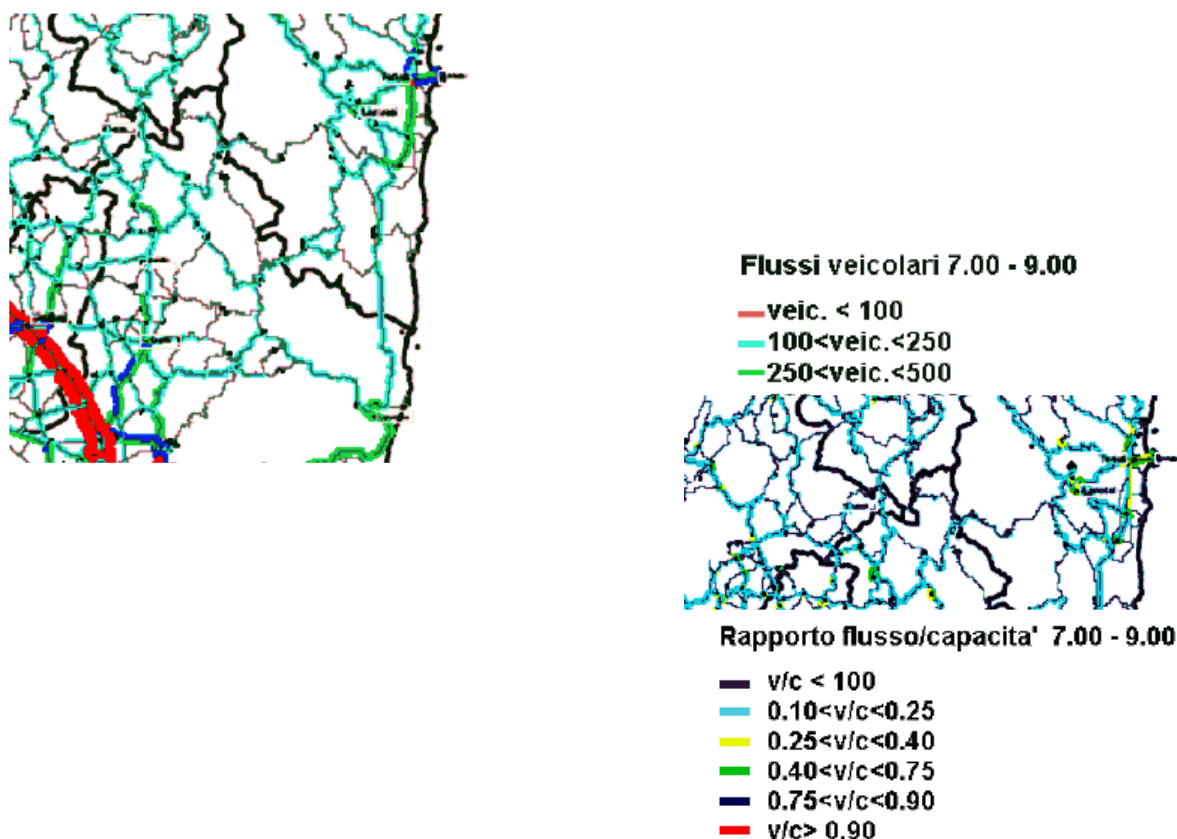 Flussi veicolari 7.00 - 9.00
veic. < 100
100<veic.<250
250<veic.<500
Rapporto flusso/capacita' 7.00 - 9.00
v/c < 100
0.10<v/c<0.25
0.25<v/c<0.40
0.40<v/c<0.75
0.75<v/c<0.90
v/c> 0.90